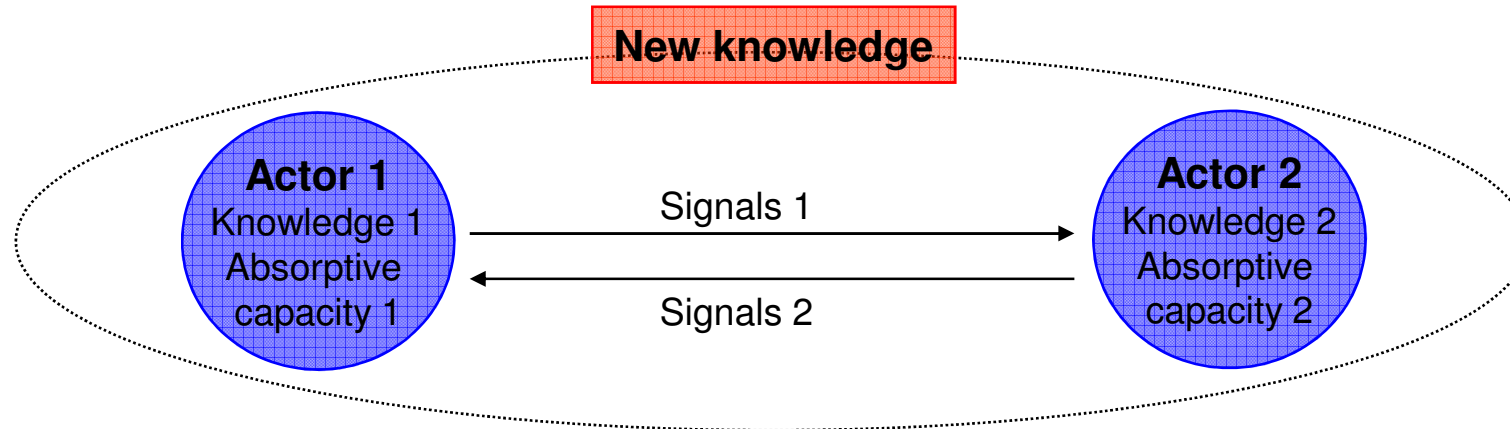 New knowledge
Actor 1
Knowledge 1
Absorptive
capacity 1
Signals 1
Signals 2
Actor 2
Knowledge 2
Absorptive
capacity 2